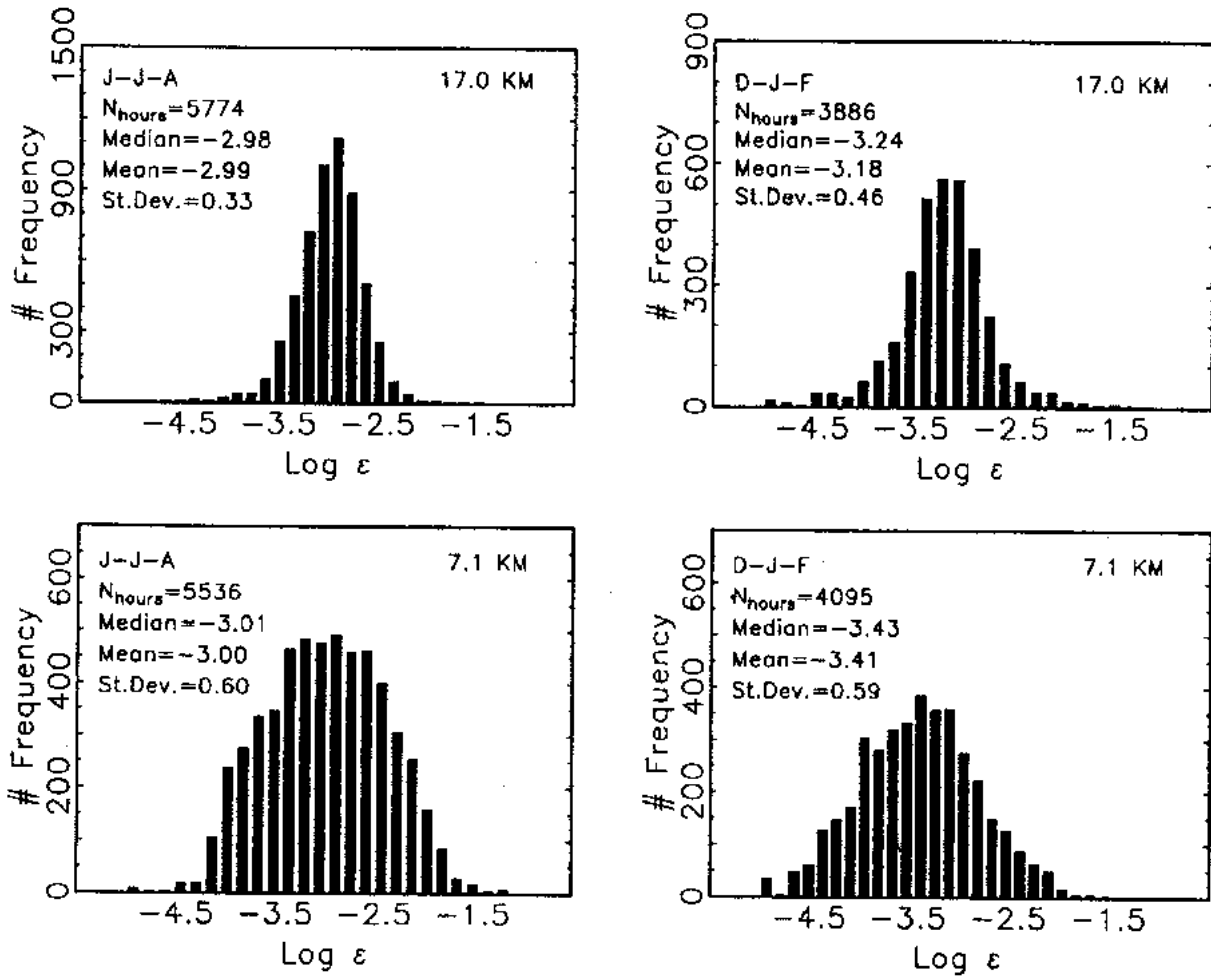 1500
900
300
0
# Frequency
J-J-A 17.0 KM
Nhours=5774
Median=-2.98
Mean=-2.99
St.Dev.=0.33
-4.5 -3.5 -2.5 -1.5
Log ε
900
600
300
0
# Frequency
D-J-F 17.0 KM
Nhours=3886
Median=-3.24
Mean=-3.18
St.Dev.=0.46
-4.5 -3.5 -2.5 -1.5
Log ε
600
400
200
0
# Frequency
J-J-A 7.1 KM
Nhours=5536
Median=-3.01
Mean=-3.00
St.Dev.=0.60
-4.5 -3.5 -2.5 -1.5
Log ε
600
400
200
0
# Frequency
D-J-F 7.1 KM
Nhours=4095
Median=-3.43
Mean=-3.41
St.Dev.=0.59
-4.5 -3.5 -2.5 -1.5
Log ε